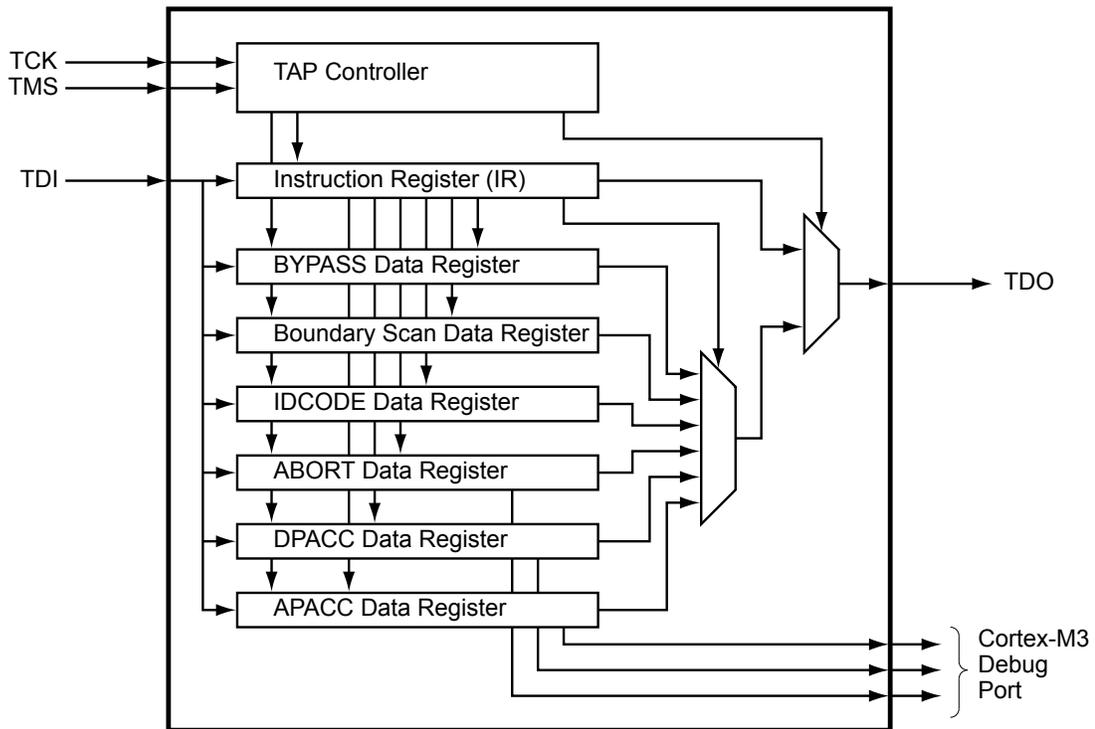 TCK
TMS
TAP Controller
TDI
Instruction Register (IR)
BYPASS Data Register
TDO
Boundary Scan Data Register
IDCODE Data Register
ABORT Data Register
DPACC Data Register
APACC Data Register
Cortex-M3
Debug
Port